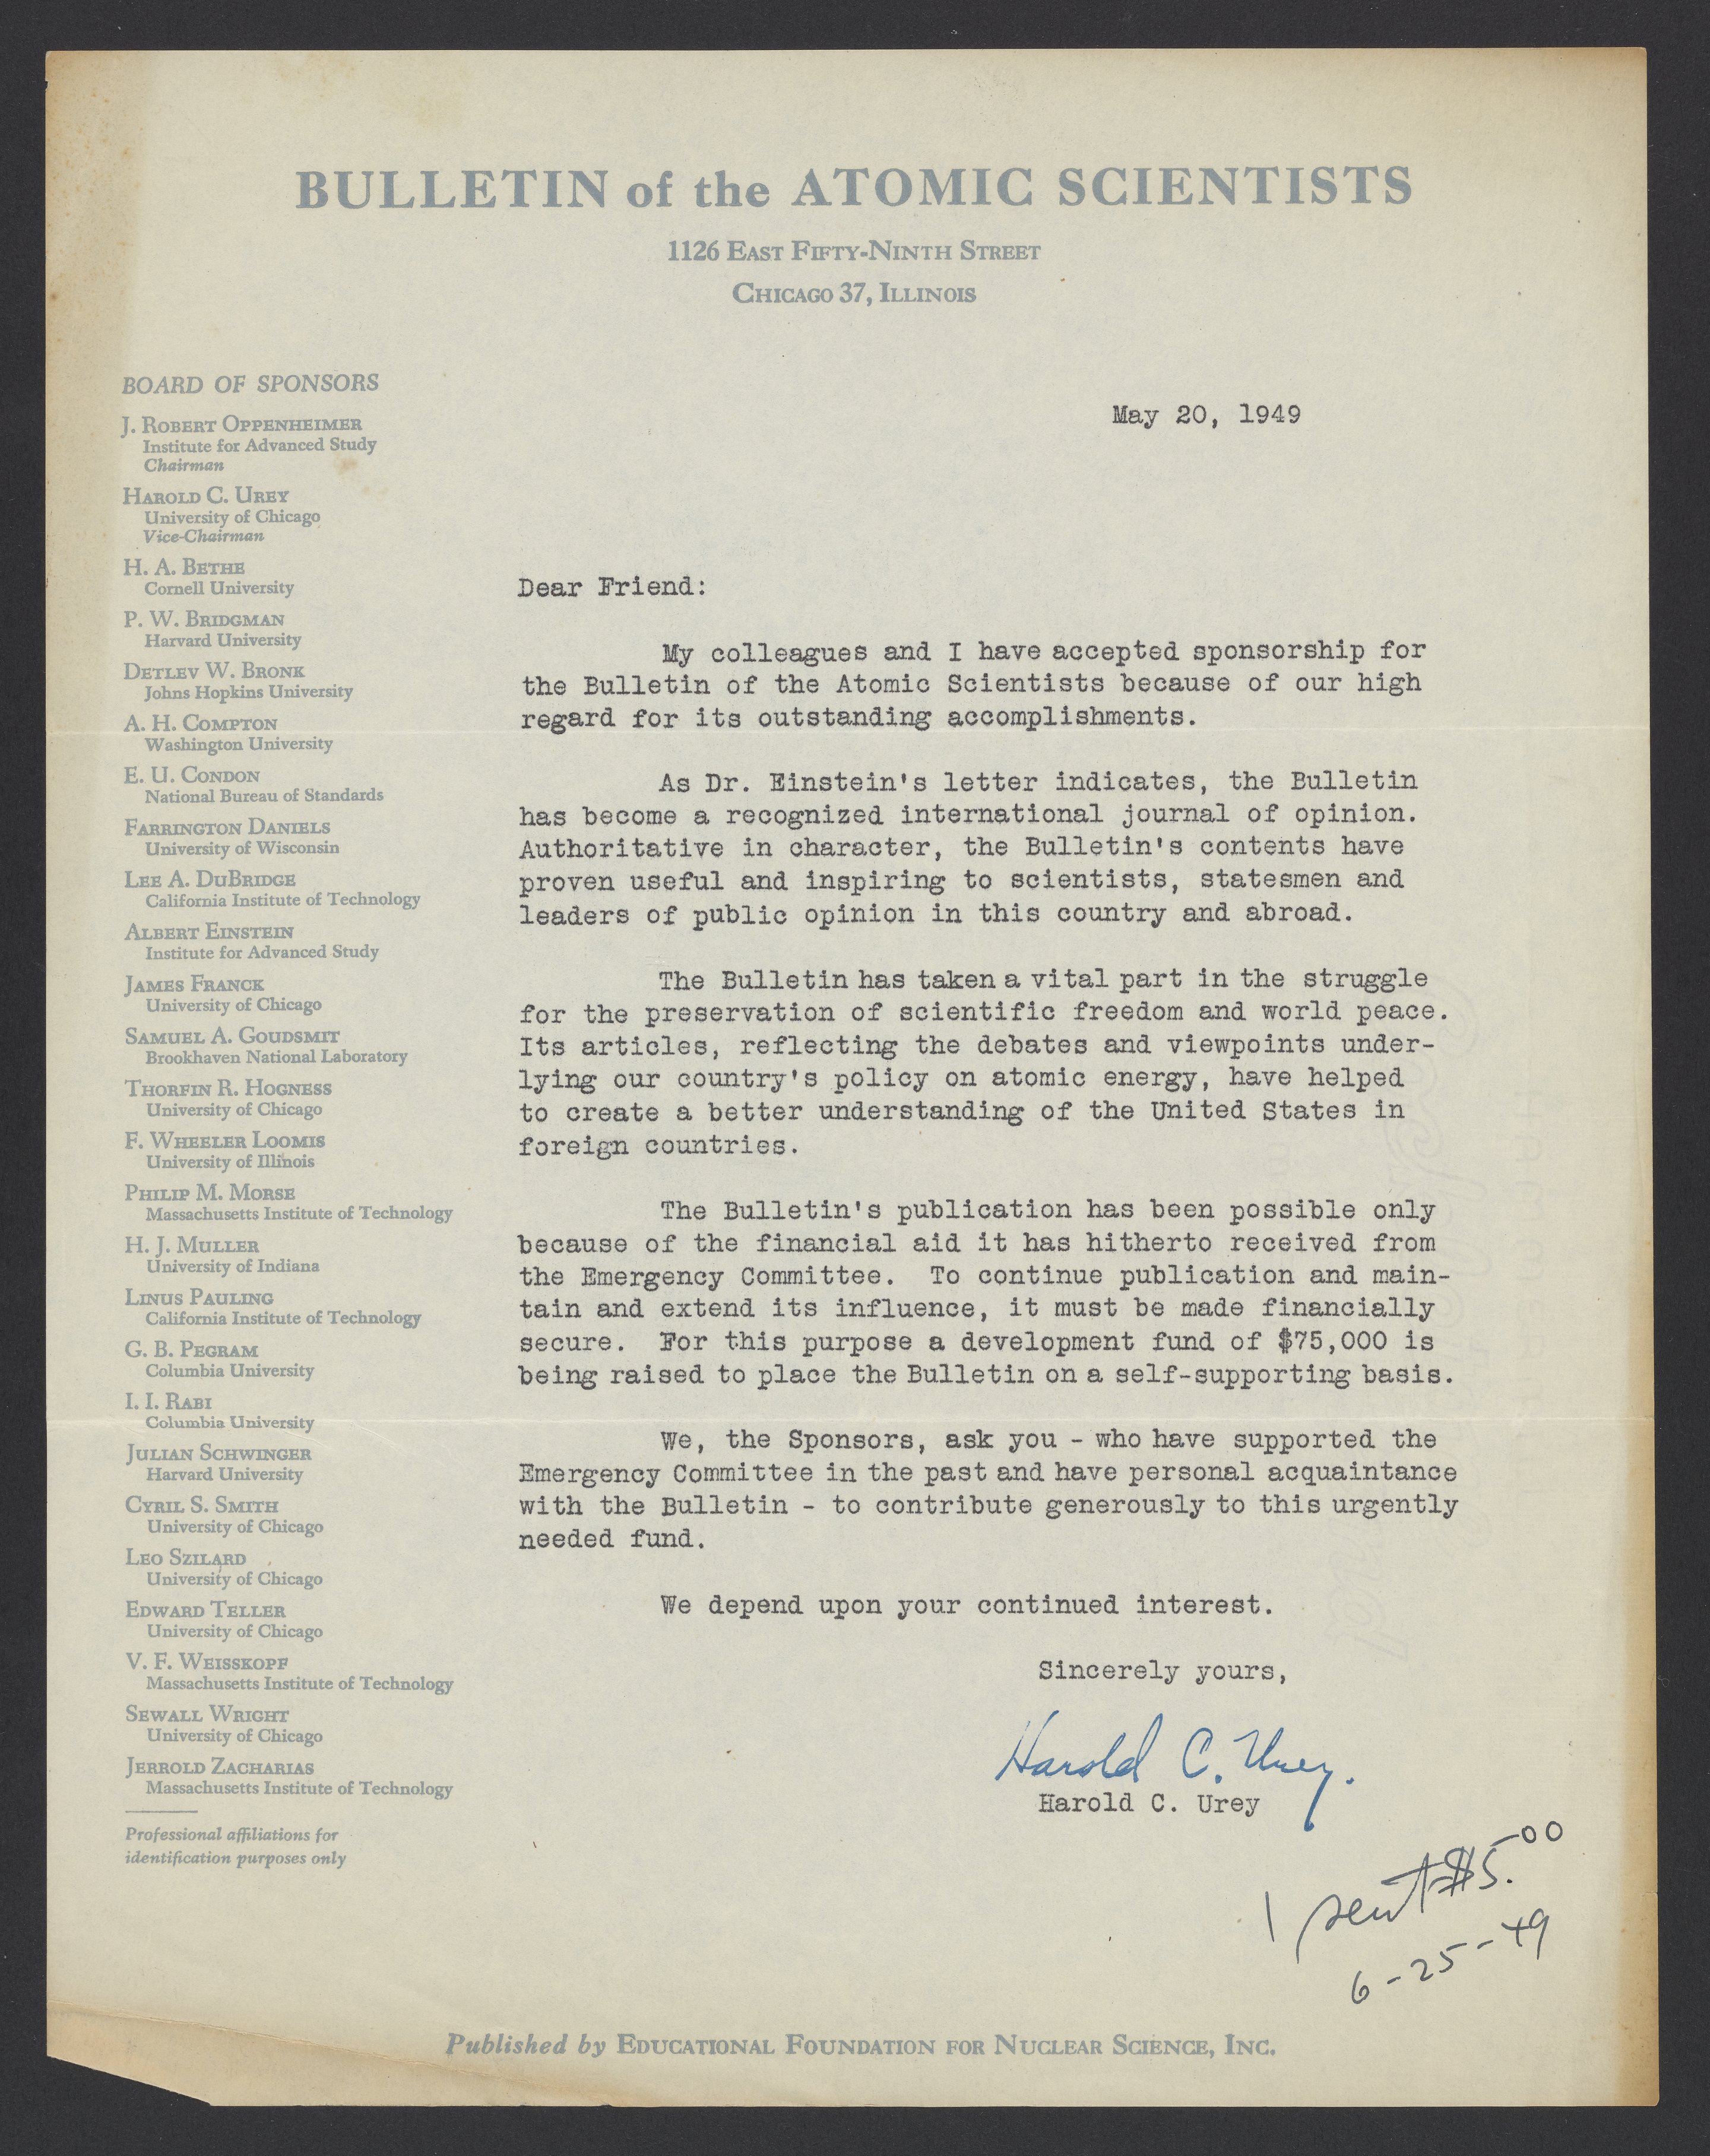 BULLETIN of the ATOMIC SCIENTISTS
1126 EAST FIFTY-NINTH STREET
CHICAGO 37, ILLINOIS
BOARD OF SPONSORS
J. ROBERT OPPENHEIMER
Institute for Advanced Study
Chairman
HAROLD C. UREY
University of Chicago
Vice-Chairman
H. A. BETHE
Cornell University
P. W. BRIDGMAN
Harvard University
DETLEV W. BRONK
Johns Hopkins University
A. H. COMPTON
Washington University
E. U. CONDON
National Bureau of Standards
FARRINGTON DANIELS
University of Wisconsin
LEE A. DUBRIDGE
California Institute of Technology
ALBERT EINSTEIN
Institute for Advanced Study
JAMES FRANCK
University of Chicago
SAMUEL A. GOUDSMIT
Brookhaven National Laboratory
THORFIN R. HOGNESS
University of Chicago
F. WHEELER LOOMIS
University of Illinois
PHILIP M. MORSE
Massachusetts Institute of Technology
H. J. MULLER
University of Indiana
LINUS PAULING
California Institute of Technology
G. B. PEGRAM
Columbia University
I. I. RABI
Columbia University
JULIAN SCHWINGER
Harvard University
CYRIL S. SMITH
University of Chicago
LEO SZILARD
University of Chicago
EDWARD TELLER
University of Chicago
V. F. WEISSKOPF
Massachusetts Institute of Technology
SEWALL WRIGHT
University of Chicago
JERROLD ZACHARIAS
Massachusetts Institute of Technology
Professional affiliations for
identification purposes only
May 20, 1949
Dear Friend:
My colleagues and I have accepted sponsorship for
the Bulletin of the Atomic Scientists because of our high
regard for its outstanding accomplishments.
As Dr. Einstein's letter indicates, the Bulletin
has become a recognized international journal of opinion.
Authoritative in character, the Bulletin's contents have
proven useful and inspiring to scientists, statesmen and
leaders of public opinion in this country and abroad.
The Bulletin has taken a vital part in the struggle
for the preservation of scientific freedom and world peace.
Its articles, reflecting the debates and viewpoints under-
lying our country's policy on atomic energy, have helped
to create a better understanding of the United States in
foreign countries.
The Bulletin's publication has been possible only
because of the financial aid it has hitherto received from
the Emergency Committee. To continue publication and main-
tain and extend its influence, it must be made financially
secure. For this purpose a development fund of $75,000 is
being raised to place the Bulletin on a self-supporting basis.
We, the Sponsors, ask you - who have supported the
Emergency Committee in the past and have personal acquaintance
with the Bulletin - to contribute generously to this urgently
needed fund.
We depend upon your continued interest.
Sincerely yours,
Harold C. Urey.
Harold C. Urey
I sent $5.00
6-25-49
Published by EDUCATIONAL FOUNDATION FOR NUCLEAR SCIENCE, INC.